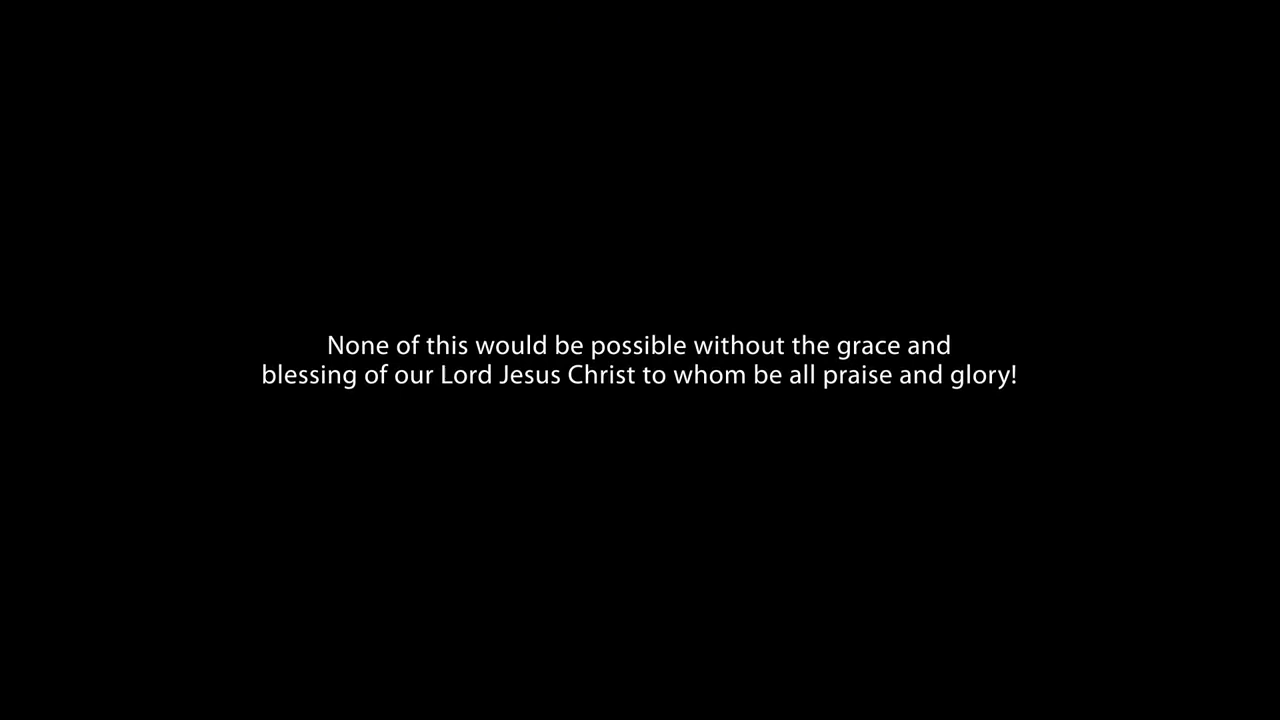 None of this would be possible without the grace and
blessing of our Lord Jesus Christ to whom be all praise and glory!